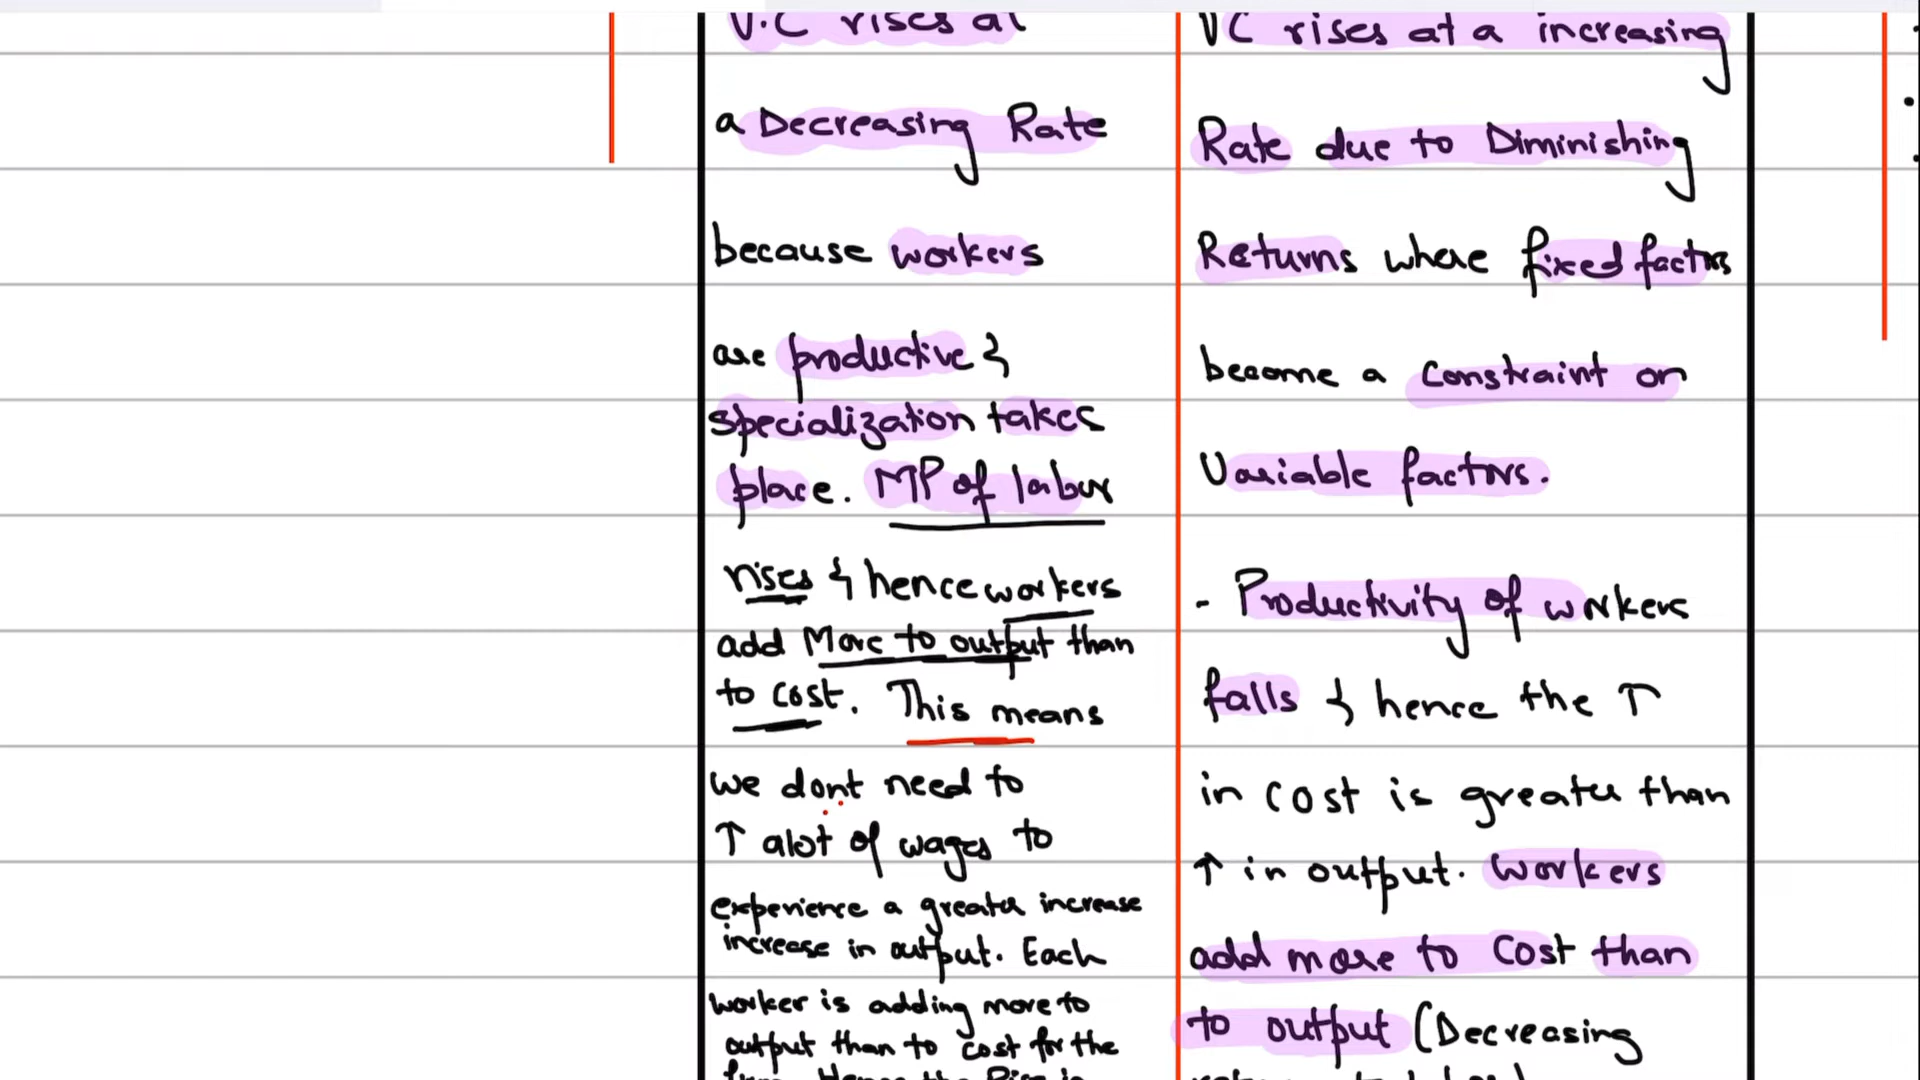 V.C rises at
a Decreasing Rate
because workers
are productive &
specialization takes
place. MP of labor
rises & hence workers
add More to output than
to cost. This means
we dont need to
↑ alot of wages to
experience a greater increase
increase in output. Each
worker is adding more to
output than to cost for the
VC rises at a increasing
Rate due to Diminishing
Returns where fixed factors
become a constraint on
Variable factors.
- Productivity of workers
falls & hence the ↑
in cost is greater than
↑ in output. Workers
add more to cost than
to output (Decreasing